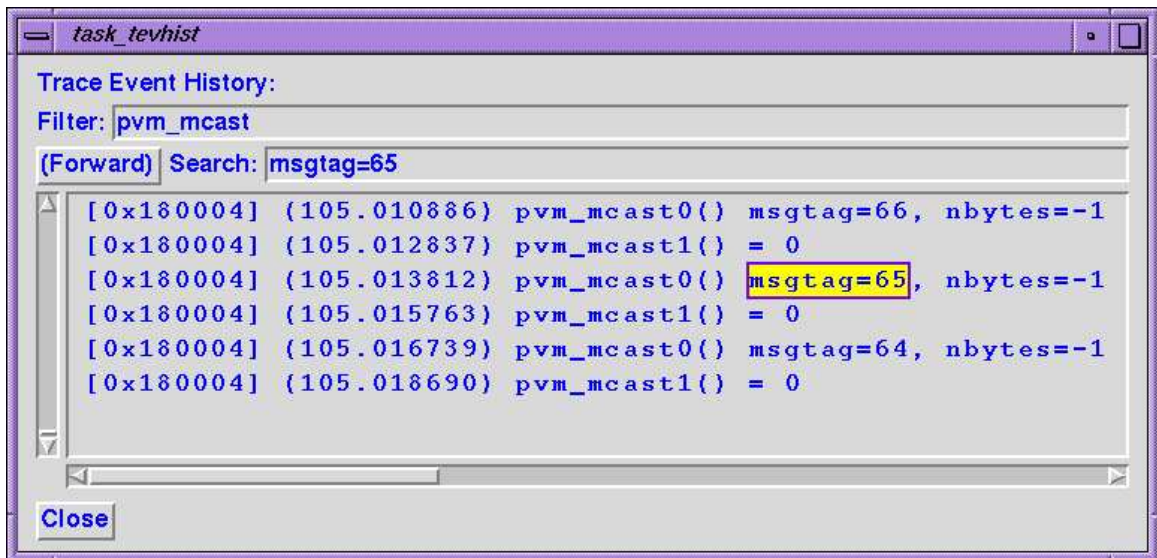 task_tevhist
Trace Event History:
Filter: pvm_mcast
(Forward) Search: msgtag=65
[0x180004] (105.010886) pvm_mcast0() msgtag=66, nbytes=-1
[0x180004] (105.012837) pvm_mcast1() = 0
[0x180004] (105.013812) pvm_mcast0() msgtag=65, nbytes=-1
[0x180004] (105.015763) pvm_mcast1() = 0
[0x180004] (105.016739) pvm_mcast0() msgtag=64, nbytes=-1
[0x180004] (105.018690) pvm_mcast1() = 0
Close